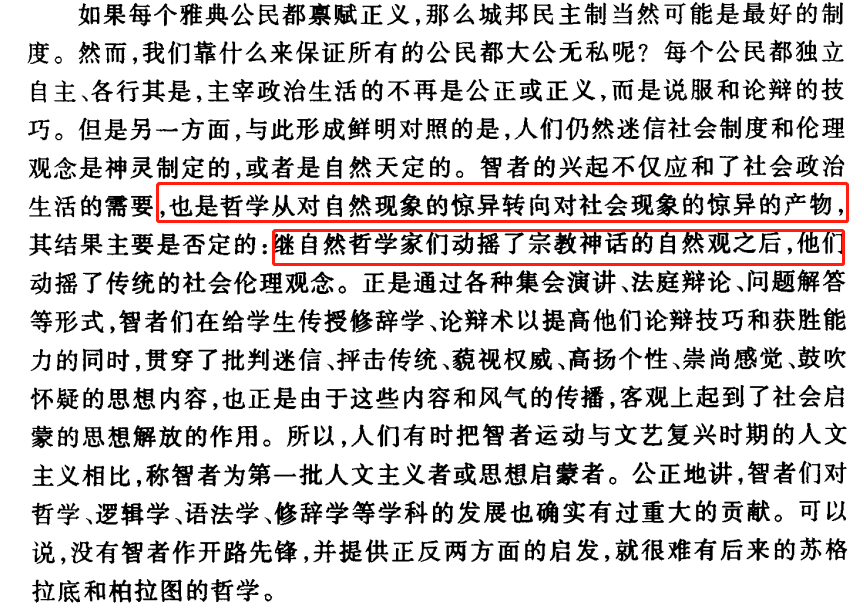 如果每个雅典公民都禀赋正义,那么城邦民主制当然可能是最好的制
度。然而,我们靠什么来保证所有的公民都大公无私呢?每个公民都独立
自主、各行其是,主宰政治生活的不再是公正或正义,而是说服和论辩的技
巧。但是另一方面,与此形成鲜明对照的是,人们仍然迷信社会制度和伦理
观念是神灵制定的,或者是自然天定的。智者的兴起不仅应和了社会政治
生活的需要,也是哲学从对自然现象的惊异转向对社会现象的惊异的产物,
其结果主要是否定的:继自然哲学家们动摇了宗教神话的自然观之后,他们
动摇了传统的社会伦理观念。正是通过各种集会演讲、法庭辩论、问题解答
等形式,智者们在给学生传授修辞学、论辩术以提高他们论辩技巧和获胜能
力的同时,贯穿了批判迷信、抨击传统、藐视权威、高扬个性、崇尚感觉、鼓吹
怀疑的思想内容,也正是由于这些内容和风气的传播,客观上起到了社会启
蒙的思想解放的作用。所以,人们有时把智者运动与文艺复兴时期的人文
主义相比,称智者为第一批人文主义者或思想启蒙者。公正地讲,智者们对
哲学、逻辑学、语法学、修辞学等学科的发展也确实有过重大的贡献。可以
说,没有智者作开路先锋,并提供正反两方面的启发,就很难有后来的苏格
拉底和柏拉图的哲学。